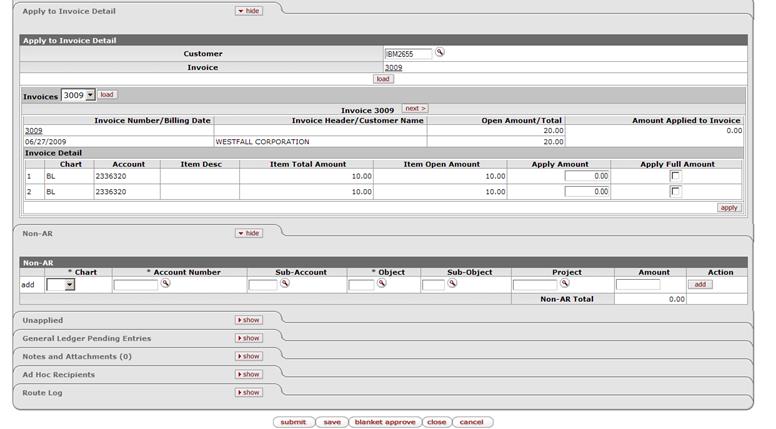 Apply to Invoice Detail hide
Apply to Invoice Detail
Customer IBM2655
Invoice 3009
load
Invoices 3009 load
Invoice 3009 next >
Invoice Number/Billing Date Invoice Header/Customer Name Open Amount/Total Amount Applied to Invoice
3009 20.00 0.00
06/27/2009 WESTFALL CORPORATION 20.00
Invoice Detail
Chart Account Item Desc Item Total Amount Item Open Amount Apply Amount Apply Full Amount
1 BL 2336320 10.00 10.00 0.00
2 BL 2336320 10.00 10.00 0.00
apply
Non-AR hide
Non-AR
* Chart * Account Number Sub-Account * Object Sub-Object Project Amount Action
add add
Non-AR Total 0.00
Unapplied show
General Ledger Pending Entries show
Notes and Attachments (0) show
Ad Hoc Recipients show
Route Log show
submit save blanket approve close cancel